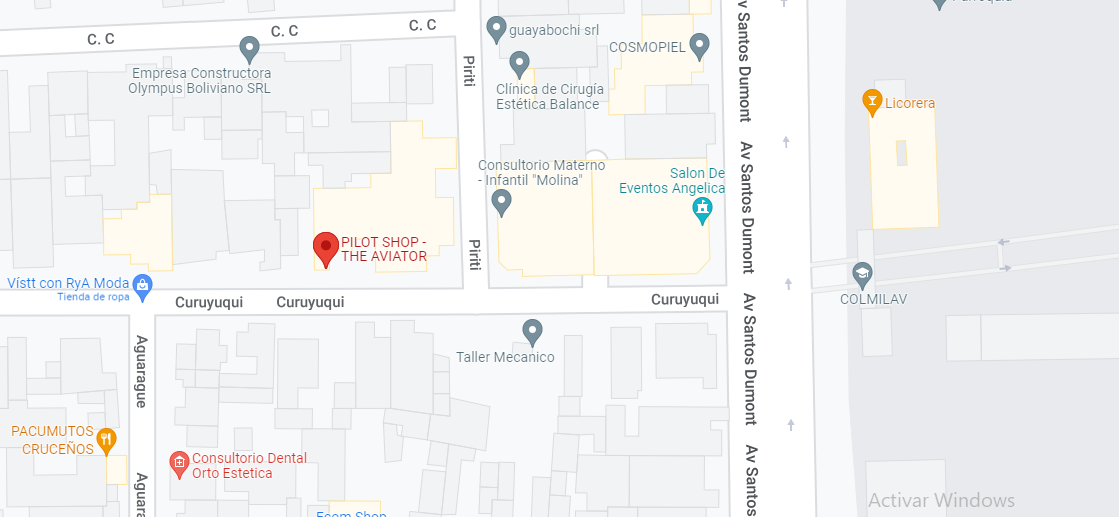 C. C
C. C
C. C
guayabochi srl
COSMOPIEL
Empresa Constructora
Olympus Boliviano SRL
Piriti
Clínica de Cirugía
Estética Balance
Av Santos Dumont
Licorera
Consultorio Materno
- Infantil "Molina"
Salon De
Eventos Angelica
Av Santos Dumont
PILOT SHOP -
THE AVIATOR
Piriti
Vístt con RyA Moda
Tienda de ropa
COLMILAV
Curuyuqui
Curuyuqui
Curuyuqui
Av Santos Dumont
Aguarague
Taller Mecanico
PACUMUTOS
CRUCEÑOS
Consultorio Dental
Orto Estetica
Av Santos
Activar Windows